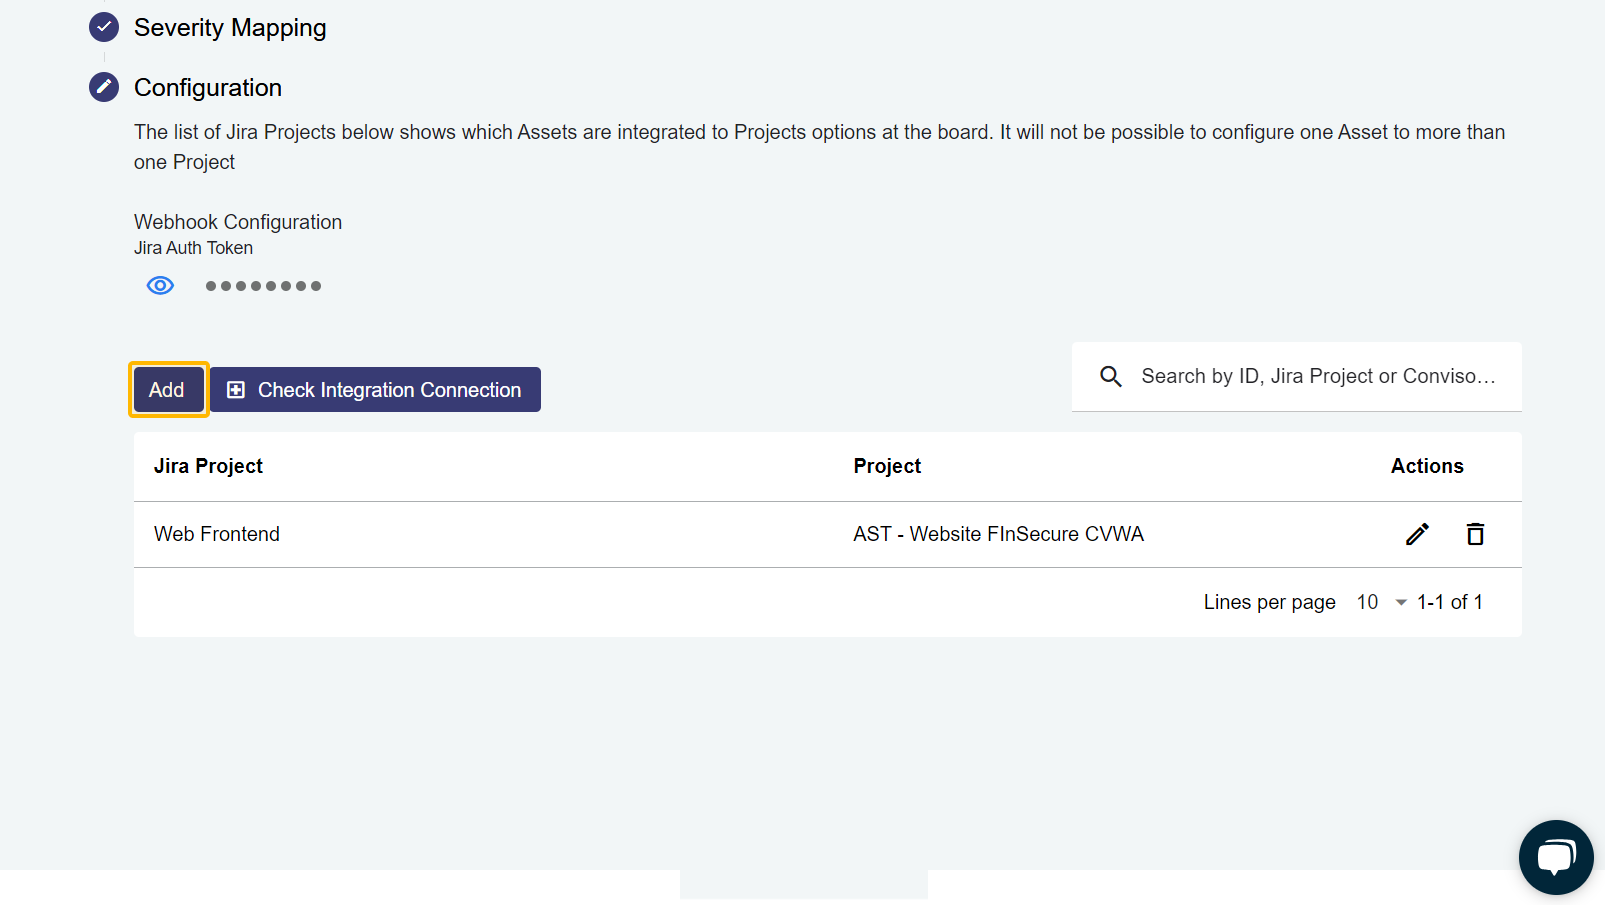 Severity Mapping
Configuration
The list of Jira Projects below shows which Assets are integrated to Projects options at the board. It will not be possible to configure one Asset to more than
one Project
Webhook Configuration
Jira Auth Token
••••••••
Add
Check Integration Connection
Search by ID, Jira Project or Conviso…
Jira Project
Project
Actions
Web Frontend
AST - Website FInSecure CVWA
Lines per page
10
1-1 of 1